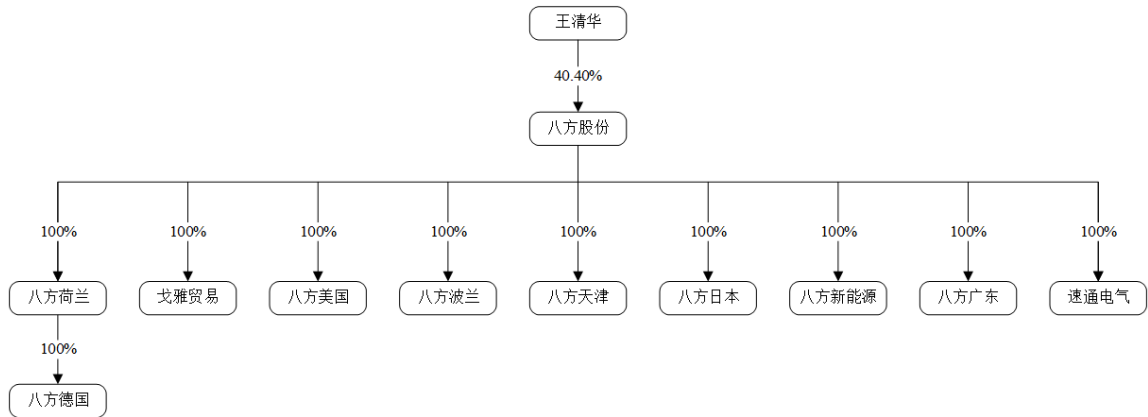 王清华
40.40%
八方股份
100% 100% 100% 100% 100% 100% 100% 100% 100%
八方荷兰 戈雅贸易 八方美国 八方波兰 八方天津 八方日本 八方新能源 八方广东 速通电气
100%
八方德国